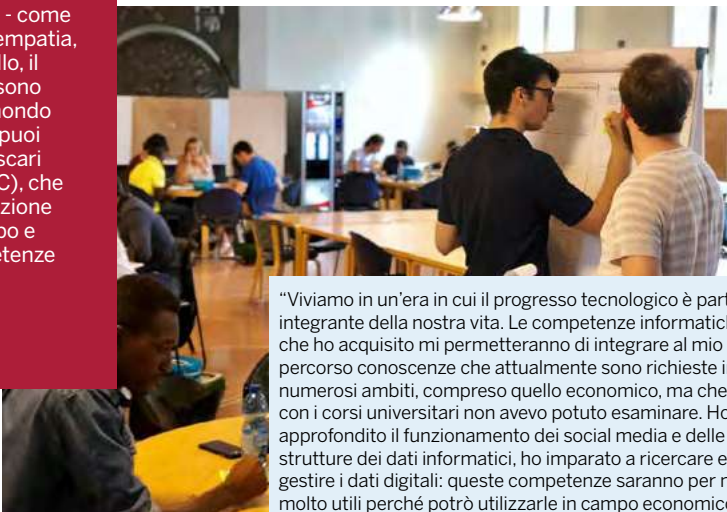 - come
empatia,
llo, il
sono
mondo
puoi
scari
C), che
zione
po e
etenze
“Viviamo in un’era in cui il progresso tecnologico è part
integrante della nostra vita. Le competenze informatich
che ho acquisito mi permetteranno di integrare al mio
percorso conoscenze che attualmente sono richieste i
numerosi ambiti, compreso quello economico, ma che
con i corsi universitari non avevo potuto esaminare. Ho
approfondito il funzionamento dei social media e delle
strutture dei dati informatici, ho imparato a ricercare e
gestire i dati digitali: queste competenze saranno per m
molto utili perché potrò utilizzarle in campo economico